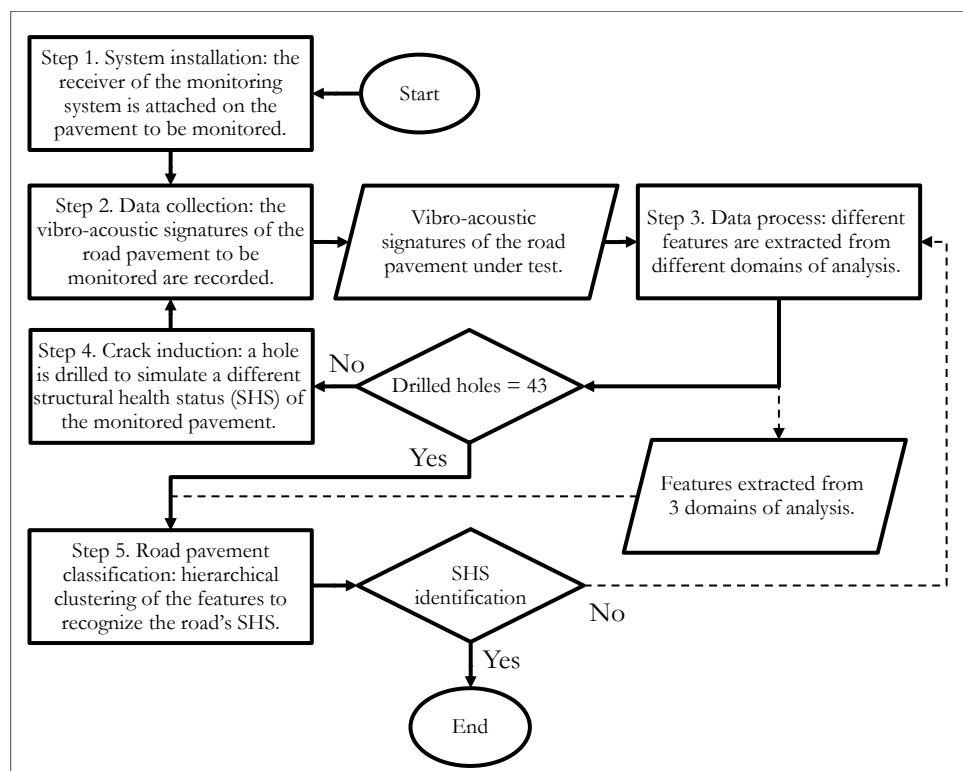 Step 1. System installation: the
receiver of the monitoring
system is attached on the
pavement to be monitored.
Start
Step 2. Data collection: the
vibro-acoustic signatures of the
road pavement to be
monitored are recorded.
Vibro-acoustic
signatures of the road
pavement under test.
Step 3. Data process: different
features are extracted from
different domains of analysis.
Step 4. Crack induction: a hole
is drilled to simulate a different
structural health status (SHS) of
the monitored pavement.
No
Drilled holes = 43
Yes
Features extracted from
3 domains of analysis.
Step 5. Road pavement
classification: hierarchical
clustering of the features to
recognize the road's SHS.
SHS
identification
No
Yes
End